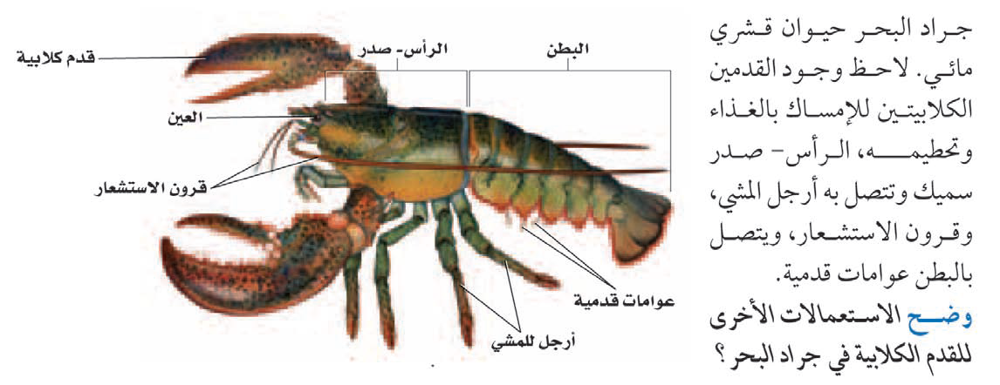 جراد البحر حيوان قشري
مائي. لاحظ وجود القدمين
الكلابيتين للإمساك بالغذاء
وتحطيمه، الرأس- صدر
سميك وتتصل به أرجل المشي،
وقرون الاستشعار، ويتصل
بالبطن عوامات قدمية.
وضح الاستعمالات الأخرى
للقدم الكلابية في جراد البحر؟
البطن
الرأس- صدر
قدم كلابية
العين
قرون الاستشعار
عوامات قدمية
أرجل للمشي